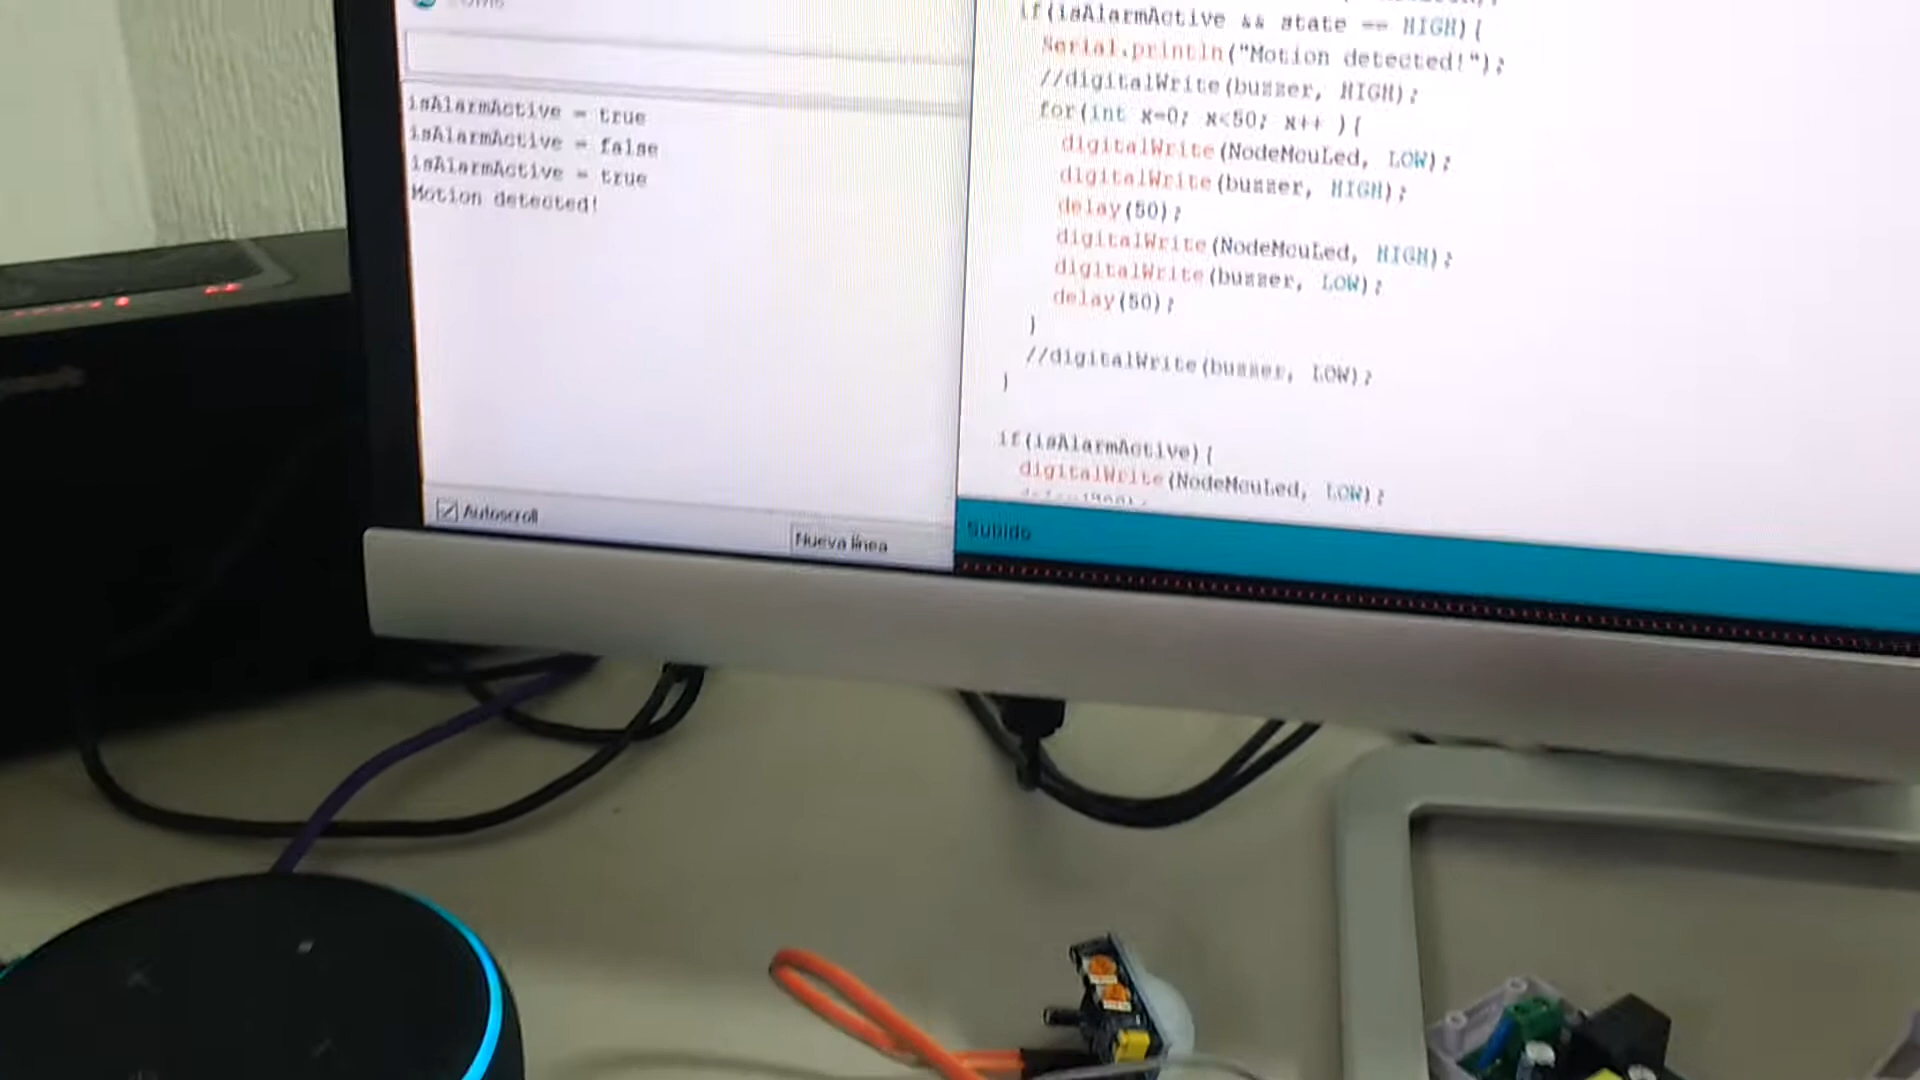 isAlarmActive = true
isAlarmActive = false
isAlarmActive = true
Motion detected!
Autoscroll
Nueva línea
if(isAlarmActive && state == HIGH){
Serial.println("Motion detected!");
//digitalWrite(buzzer, HIGH);
for(int x=0; x<50; x++ ){
digitalWrite(NodeMcuLed, LOW);
digitalWrite(buzzer, HIGH);
delay(50);
digitalWrite(NodeMcuLed, HIGH);
digitalWrite(buzzer, LOW);
delay(50);
}
//digitalWrite(buzzer, LOW);
}
if(isAlarmActive){
digitalWrite(NodeMcuLed, LOW);
Subido